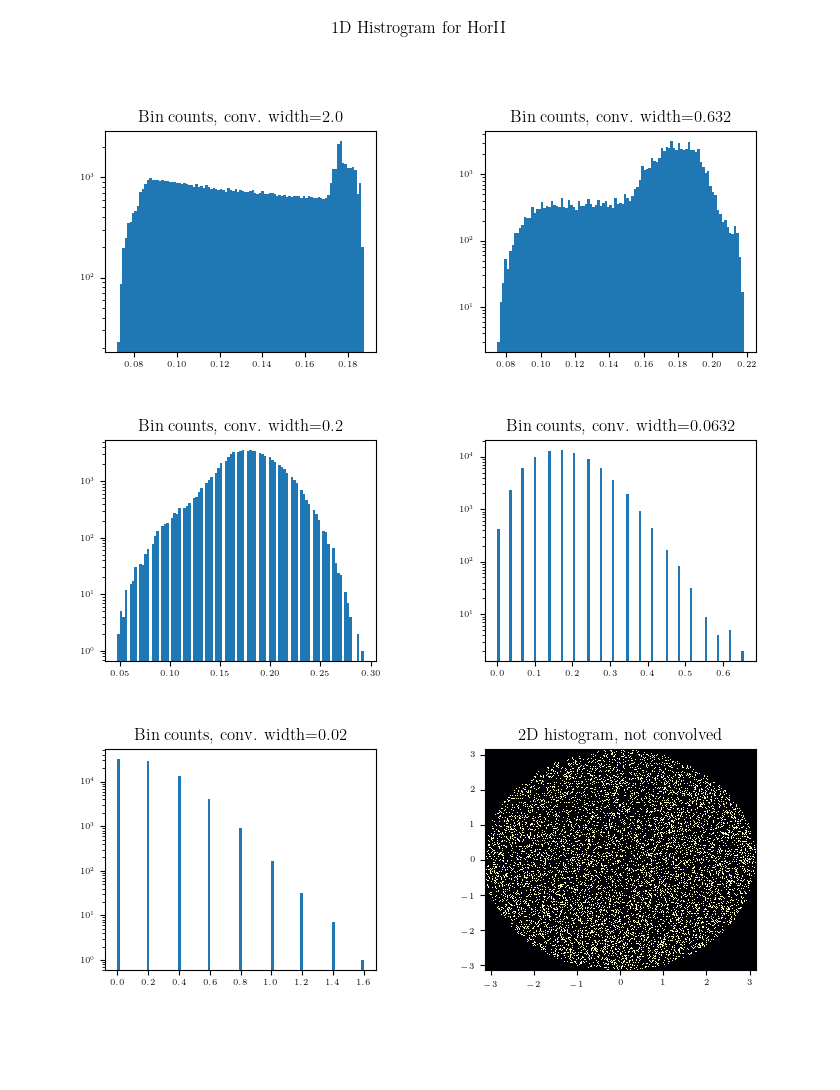 1D Histrogram for HorII
Bin counts, conv. width=2.0
10³
10²
0.08 0.10 0.12 0.14 0.16 0.18
Bin counts, conv. width=0.632
10³
10²
10¹
0.08 0.10 0.12 0.14 0.16 0.18 0.20 0.22
Bin counts, conv. width=0.2
10³
10²
10¹
10⁰
0.05 0.10 0.15 0.20 0.25 0.30
Bin counts, conv. width=0.0632
10⁴
10³
10²
10¹
0.0 0.1 0.2 0.3 0.4 0.5 0.6
Bin counts, conv. width=0.02
10⁴
10³
10²
10¹
10⁰
0.0 0.2 0.4 0.6 0.8 1.0 1.2 1.4 1.6
2D histogram, not convolved
3
2
1
0
−1
−2
−3
−3 −2 −1 0 1 2 3